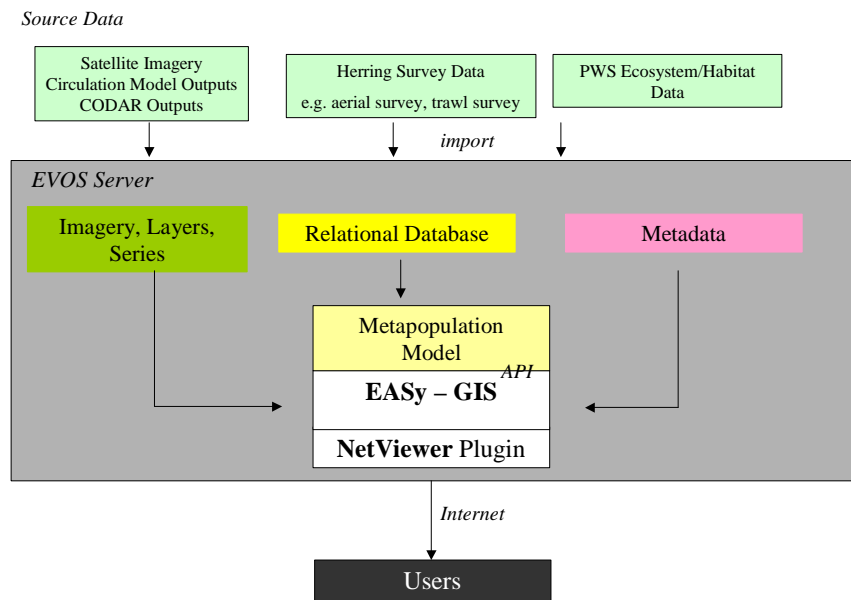 Source Data
Satellite Imagery
Circulation Model Outputs
CODAR Outputs
Herring Survey Data
e.g. aerial survey, trawl survey
PWS Ecosystem/Habitat
Data
import
EVOS Server
Imagery, Layers,
Series
Relational Database
Metadata
Metapopulation
Model
API
EASy – GIS
NetViewer Plugin
Internet
Users